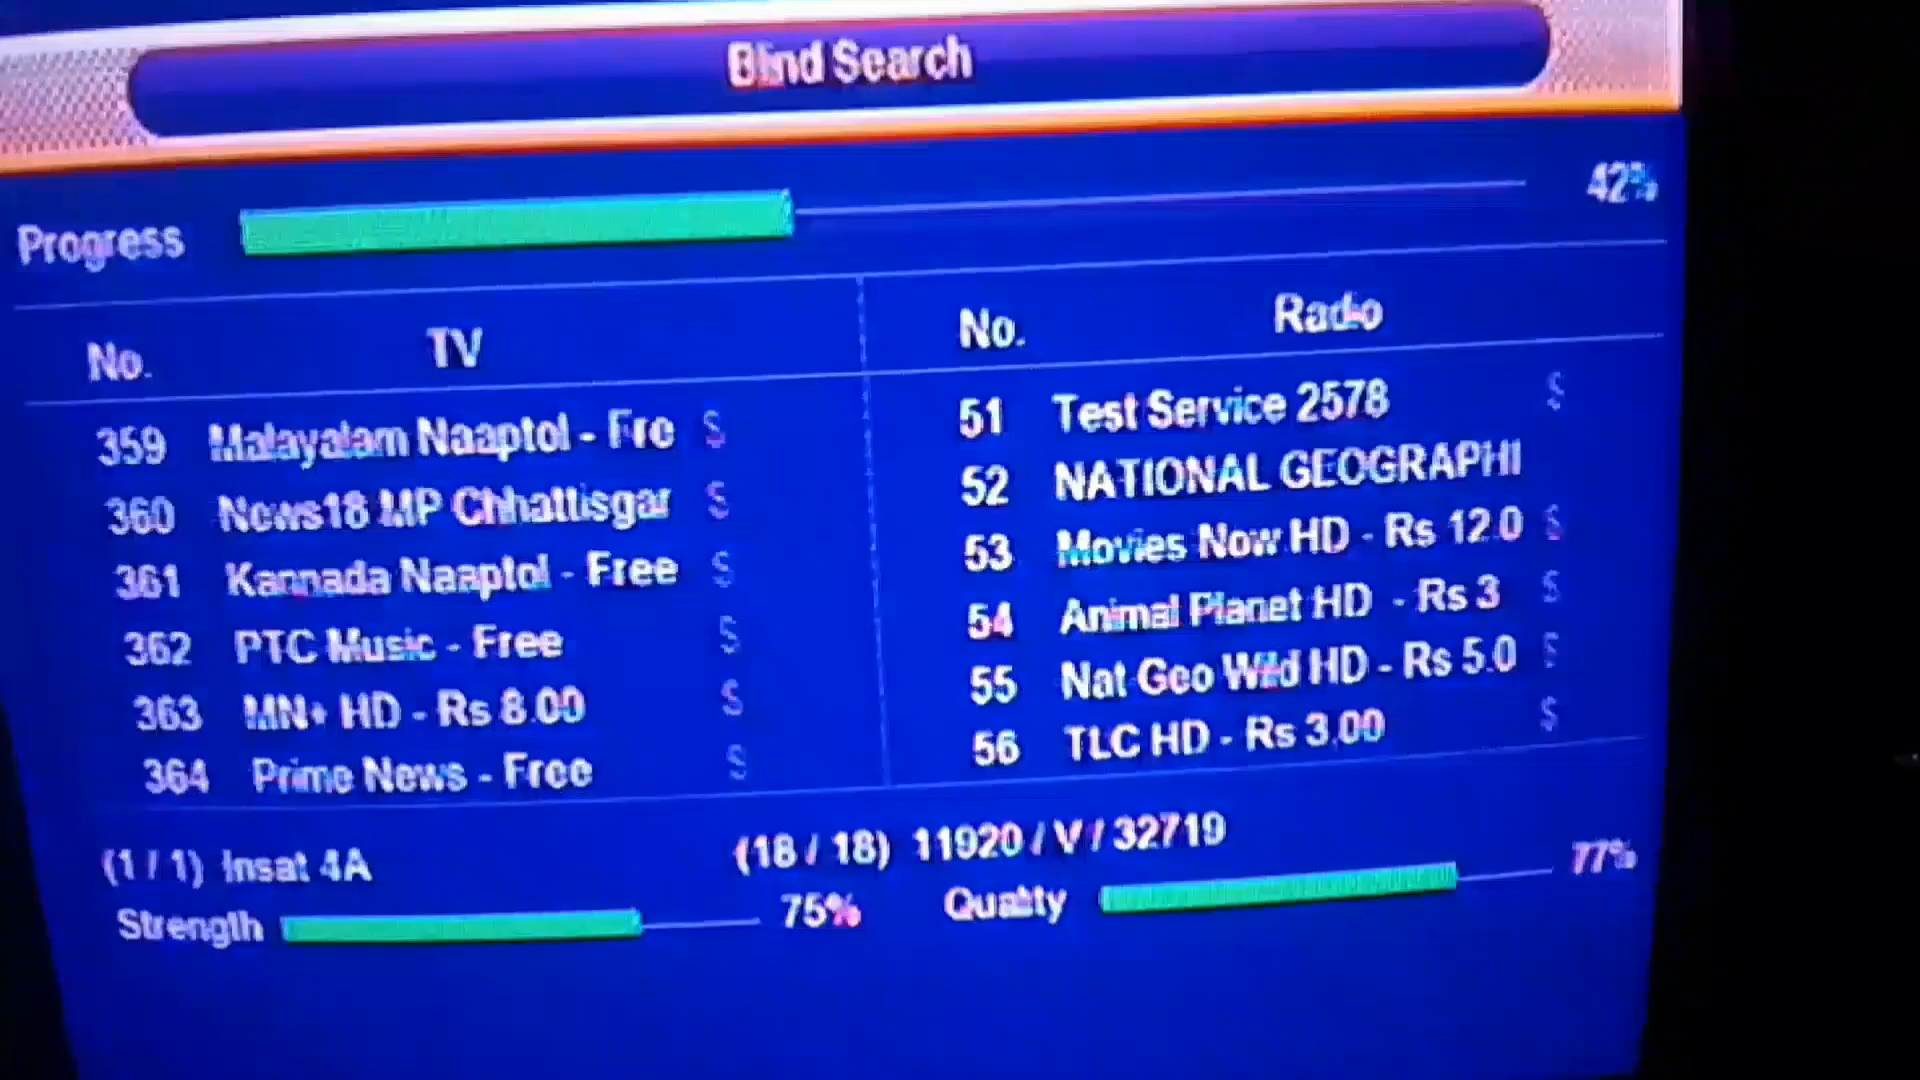 Blind Search
Progress 42%
No. TV No. Radio
359 Malayalam Naaptol - Fre $ 51 Test Service 2578 $
360 News18 MP Chhattisgar $ 52 NATIONAL GEOGRAPHI
361 Kannada Naaptol - Free $ 53 Movies Now HD - Rs 12.0 $
362 PTC Music - Free $ 54 Animal Planet HD - Rs 3 $
363 MN+ HD - Rs 8.00 $ 55 Nat Geo Wild HD - Rs 5.0 $
364 Prime News - Free $ 56 TLC HD - Rs 3.00 $
(1 / 1) Insat 4A (18 / 18) 11920 / V / 32719
Strength 75% Quality 77%